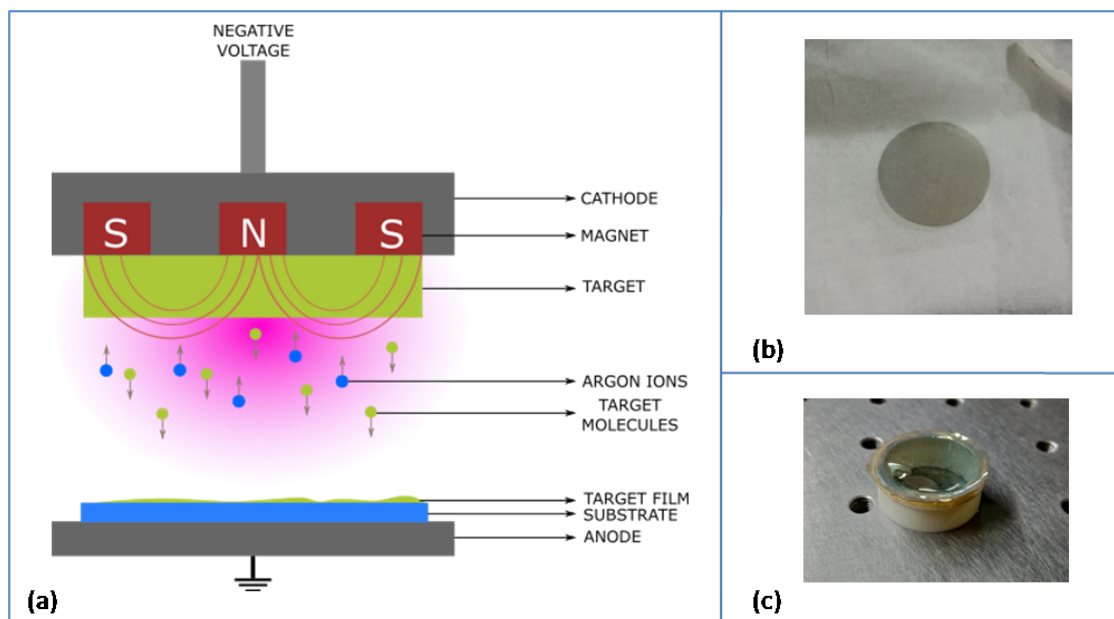 NEGATIVE
VOLTAGE
CATHODE
S
N
S
MAGNET
TARGET
ARGON IONS
TARGET
MOLECULES
TARGET FILM
SUBSTRATE
ANODE
(a)
(b)
(c)